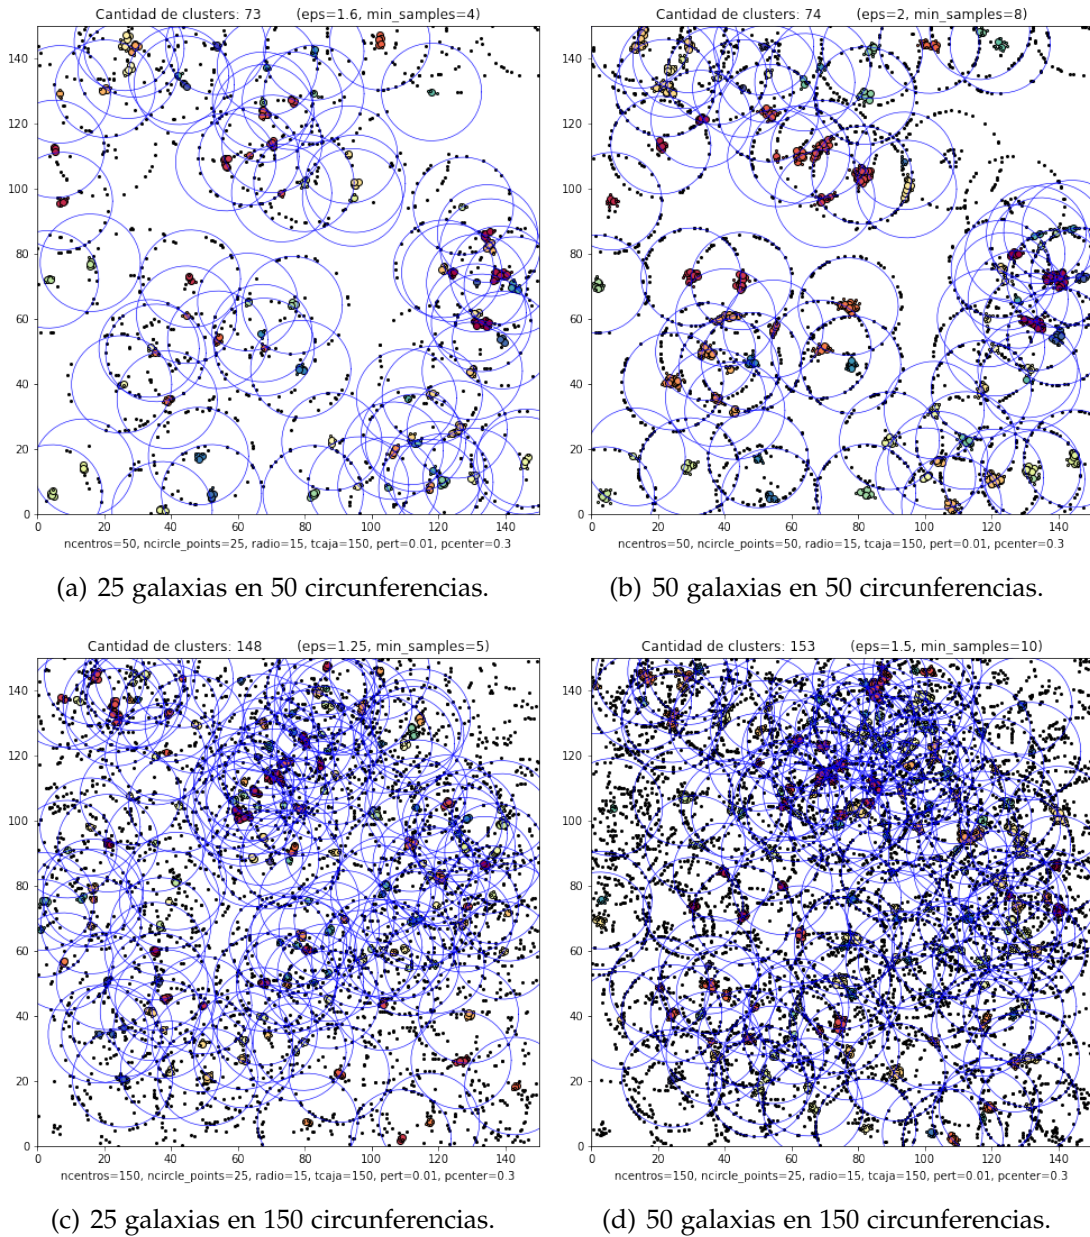 Cantidad de clusters: 73 (eps=1.6, min_samples=4)
140
120
100
80
60
40
20
0
0 20 40 60 80 100 120 140
ncentros=50, ncircle_points=25, radio=15, tcaja=150, pert=0.01, pcenter=0.3
(a) 25 galaxias en 50 circunferencias.
Cantidad de clusters: 74 (eps=2, min_samples=8)
140
120
100
80
60
40
20
0
0 20 40 60 80 100 120 140
ncentros=50, ncircle_points=50, radio=15, tcaja=150, pert=0.01, pcenter=0.3
(b) 50 galaxias en 50 circunferencias.
Cantidad de clusters: 148 (eps=1.25, min_samples=5)
140
120
100
80
60
40
20
0
0 20 40 60 80 100 120 140
ncentros=150, ncircle_points=25, radio=15, tcaja=150, pert=0.01, pcenter=0.3
(c) 25 galaxias en 150 circunferencias.
Cantidad de clusters: 153 (eps=1.5, min_samples=10)
140
120
100
80
60
40
20
0
0 20 40 60 80 100 120 140
ncentros=150, ncircle_points=50, radio=15, tcaja=150, pert=0.01, pcenter=0.3
(d) 50 galaxias en 150 circunferencias.